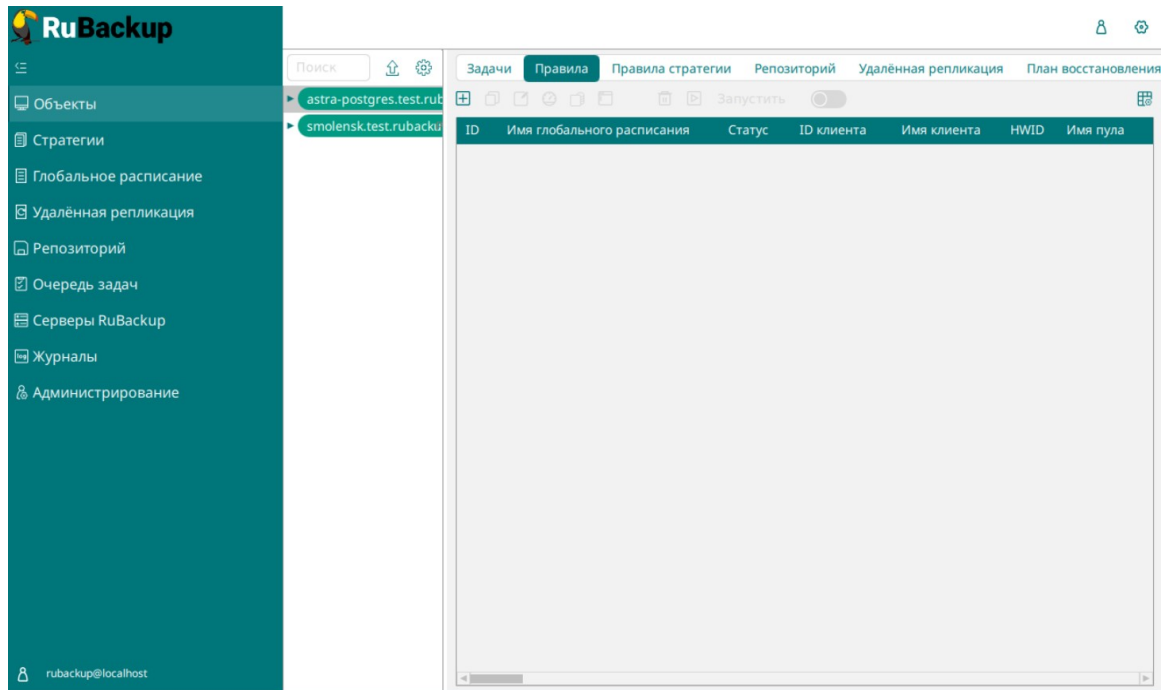 RuBackup
Поиск
Задачи Правила Правила стратегии Репозиторий Удалённая репликация План восстановления
Объекты
astra-postgres.test.rub
Запустить
Стратегии
smolensk.test.rubacku
ID Имя глобального расписания Статус ID клиента Имя клиента HWID Имя пула
Глобальное расписание
Удалённая репликация
Репозиторий
Очередь задач
Серверы RuBackup
log Журналы
Администрирование
rubackup@localhost